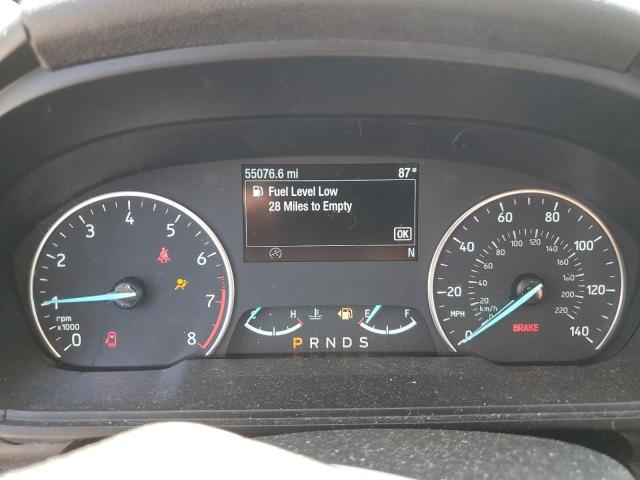 55076.6 mi 87°
Fuel Level Low
28 Miles to Empty
OK
N
0 1 2 3 4 5 6 7 8
rpm
x1000
C H
E F
P R N D S
0 20 40 60 80 100 120 140
MPH
0 20 40 60 80 100 120 140 160 180 200 220
km/h
BRAKE